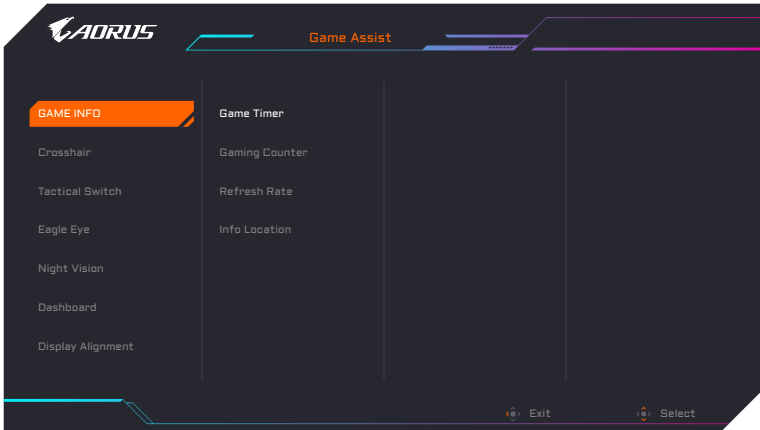 AORUS
Game Assist
GAME INFO
Crosshair
Tactical Switch
Eagle Eye
Night Vision
Dashboard
Display Alignment
Game Timer
Gaming Counter
Refresh Rate
Info Location
Exit
Select